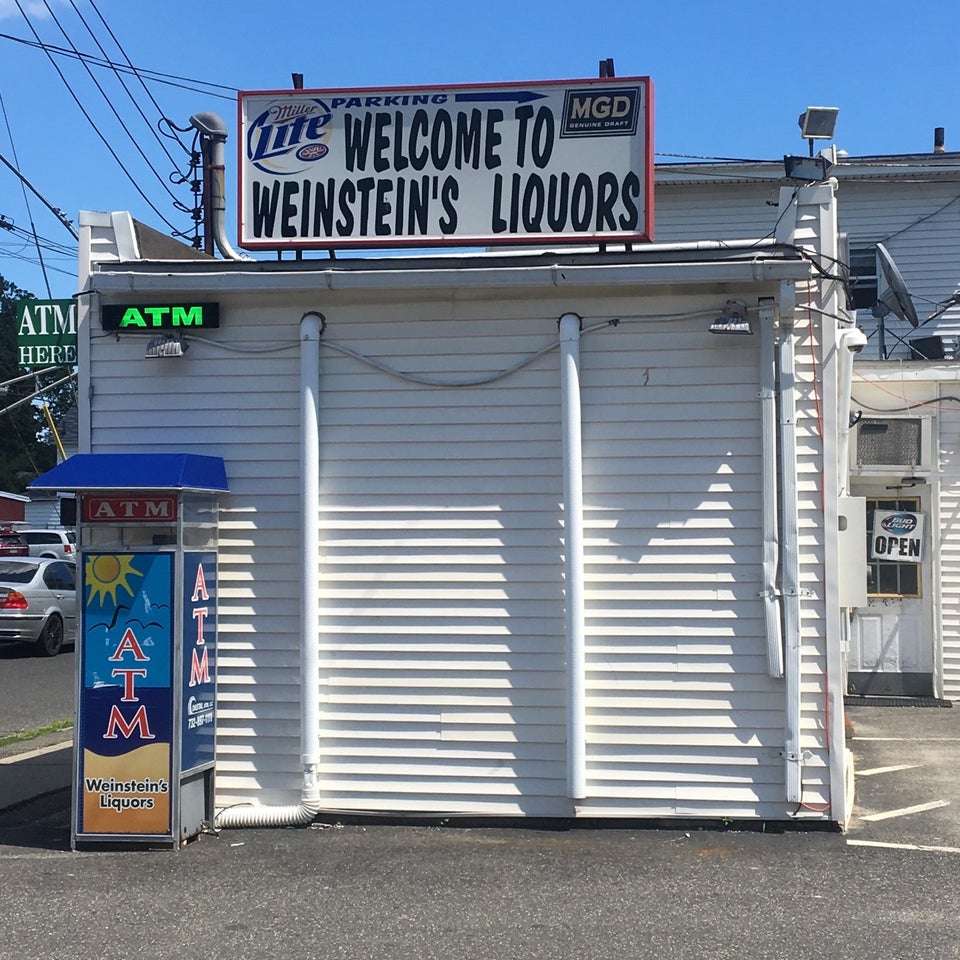 PARKING
Miller
Lite
MGD
GENUINE DRAFT
WELCOME TO
WEINSTEIN'S LIQUORS
ATM
HERE
ATM
ATM
ATM
Weinstein's
Liquors
ATM
BUD
LIGHT
OPEN